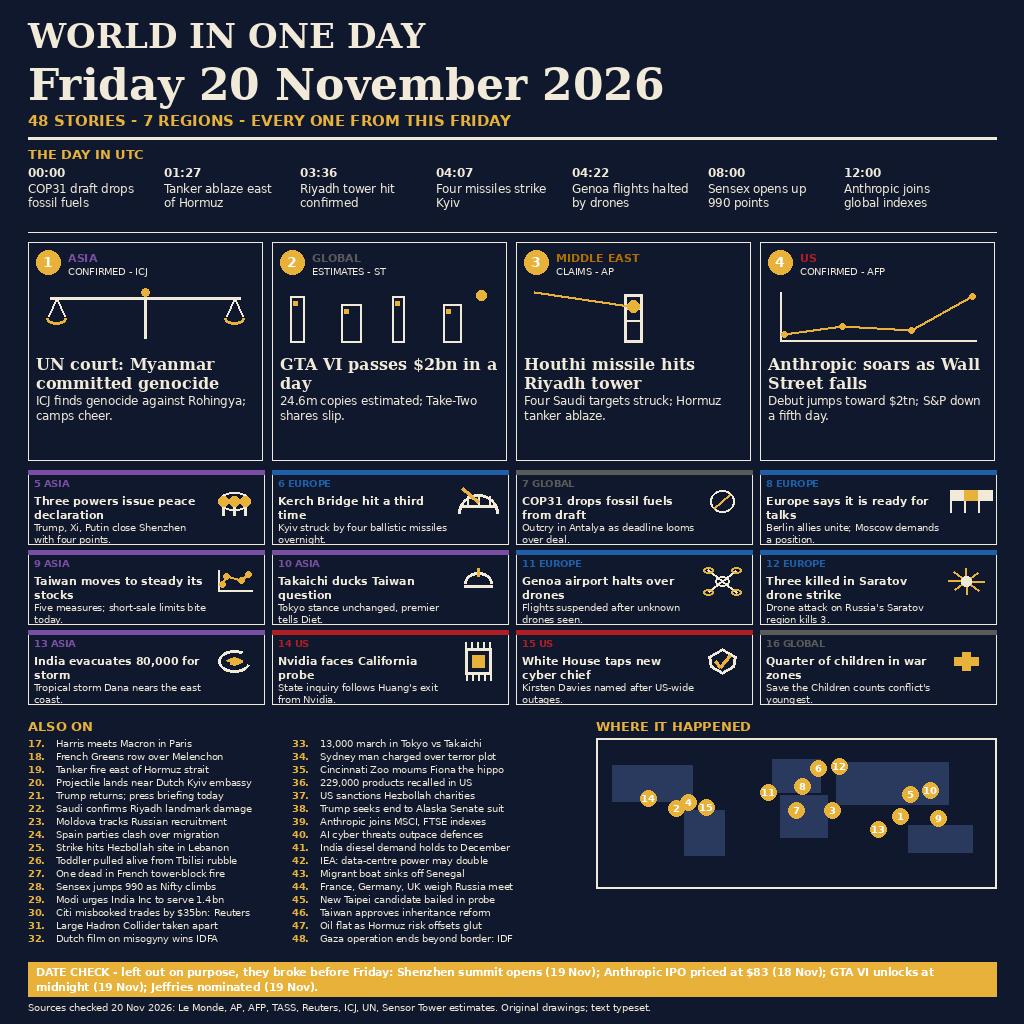 WORLD IN ONE DAY
Friday 20 November 2026
48 STORIES - 7 REGIONS - EVERY ONE FROM THIS FRIDAY
THE DAY IN UTC
00:00
COP31 draft drops
fossil fuels
01:27
Tanker ablaze east
of Hormuz
03:36
Riyadh tower hit
confirmed
04:07
Four missiles strike
Kyiv
04:22
Genoa flights halted
by drones
08:00
Sensex opens up
990 points
12:00
Anthropic joins
global indexes
1
ASIA
CONFIRMED - ICJ
UN court: Myanmar
committed genocide
ICJ finds genocide against Rohingya;
camps cheer.
2
GLOBAL
ESTIMATES - ST
GTA VI passes $2bn in a
day
24.6m copies estimated; Take-Two
shares slip.
3
MIDDLE EAST
CLAIMS - AP
Houthi missile hits
Riyadh tower
Four Saudi targets struck; Hormuz
tanker ablaze.
4
US
CONFIRMED - AFP
Anthropic soars as Wall
Street falls
Debut jumps toward $2tn; S&P down
a fifth day.
5 ASIA
Three powers issue peace
declaration
Trump, Xi, Putin close Shenzhen
with four points.
6 EUROPE
Kerch Bridge hit a third
time
Kyiv struck by four ballistic missiles
overnight.
7 GLOBAL
COP31 drops fossil fuels
from draft
Outcry in Antalya as deadline looms
over deal.
8 EUROPE
Europe says it is ready for
talks
Berlin allies unite; Moscow demands
a position.
9 ASIA
Taiwan moves to steady its
stocks
Five measures; short-sale limits bite
today.
10 ASIA
Takaichi ducks Taiwan
question
Tokyo stance unchanged, premier
tells Diet.
11 EUROPE
Genoa airport halts over
drones
Flights suspended after unknown
drones seen.
12 EUROPE
Three killed in Saratov
drone strike
Drone attack on Russia's Saratov
region kills 3.
13 ASIA
India evacuates 80,000 for
storm
Tropical storm Dana nears the east
coast.
14 US
Nvidia faces California
probe
State inquiry follows Huang's exit
from Nvidia.
15 US
White House taps new
cyber chief
Kirsten Davies named after US-wide
outages.
16 GLOBAL
Quarter of children in war
zones
Save the Children counts conflict's
youngest.
ALSO ON
17. Harris meets Macron in Paris
18. French Greens row over Melenchon
19. Tanker fire east of Hormuz strait
20. Projectile lands near Dutch Kyiv embassy
21. Trump returns; press briefing today
22. Saudi confirms Riyadh landmark damage
23. Moldova tracks Russian recruitment
24. Spain parties clash over migration
25. Strike hits Hezbollah site in Lebanon
26. Toddler pulled alive from Tbilisi rubble
27. One dead in French tower-block fire
28. Sensex jumps 990 as Nifty climbs
29. Modi urges India Inc to serve 1.4bn
30. Citi misbooked trades by $35bn: Reuters
31. Large Hadron Collider taken apart
32. Dutch film on misogyny wins IDFA
33. 13,000 march in Tokyo vs Takaichi
34. Sydney man charged over terror plot
35. Cincinnati Zoo mourns Fiona the hippo
36. 229,000 products recalled in US
37. US sanctions Hezbollah charities
38. Trump seeks end to Alaska Senate suit
39. Anthropic joins MSCI, FTSE indexes
40. AI cyber threats outpace defences
41. India diesel demand holds to December
42. IEA: data-centre power may double
43. Migrant boat sinks off Senegal
44. France, Germany, UK weigh Russia meet
45. New Taipei candidate bailed in probe
46. Taiwan approves inheritance reform
47. Oil flat as Hormuz risk offsets glut
48. Gaza operation ends beyond border: IDF
WHERE IT HAPPENED
6
12
8
11
14
2
4
15
7
3
5
10
1
9
13
DATE CHECK - left out on purpose, they broke before Friday: Shenzhen summit opens (19 Nov); Anthropic IPO priced at $83 (18 Nov); GTA VI unlocks at
midnight (19 Nov); Jeffries nominated (19 Nov).
Sources checked 20 Nov 2026: Le Monde, AP, AFP, TASS, Reuters, ICJ, UN, Sensor Tower estimates. Original drawings; text typeset.